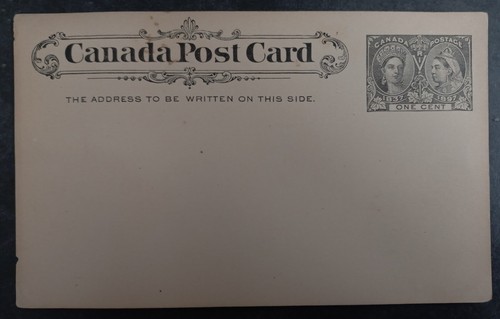 Canada Post Card
THE ADDRESS TO BE WRITTEN ON THIS SIDE.
CANADA POSTAGE
1837 1897
ONE CENT